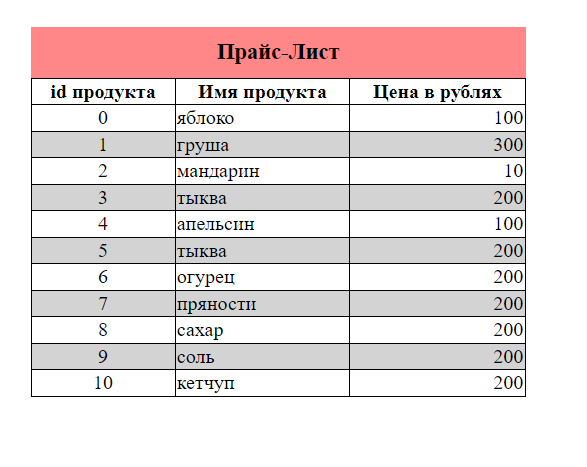 Прайс-Лист
id продукта Имя продукта Цена в рублях
0 яблоко 100
1 груша 300
2 мандарин 10
3 тыква 200
4 апельсин 100
5 тыква 200
6 огурец 200
7 пряности 200
8 сахар 200
9 соль 200
10 кетчуп 200